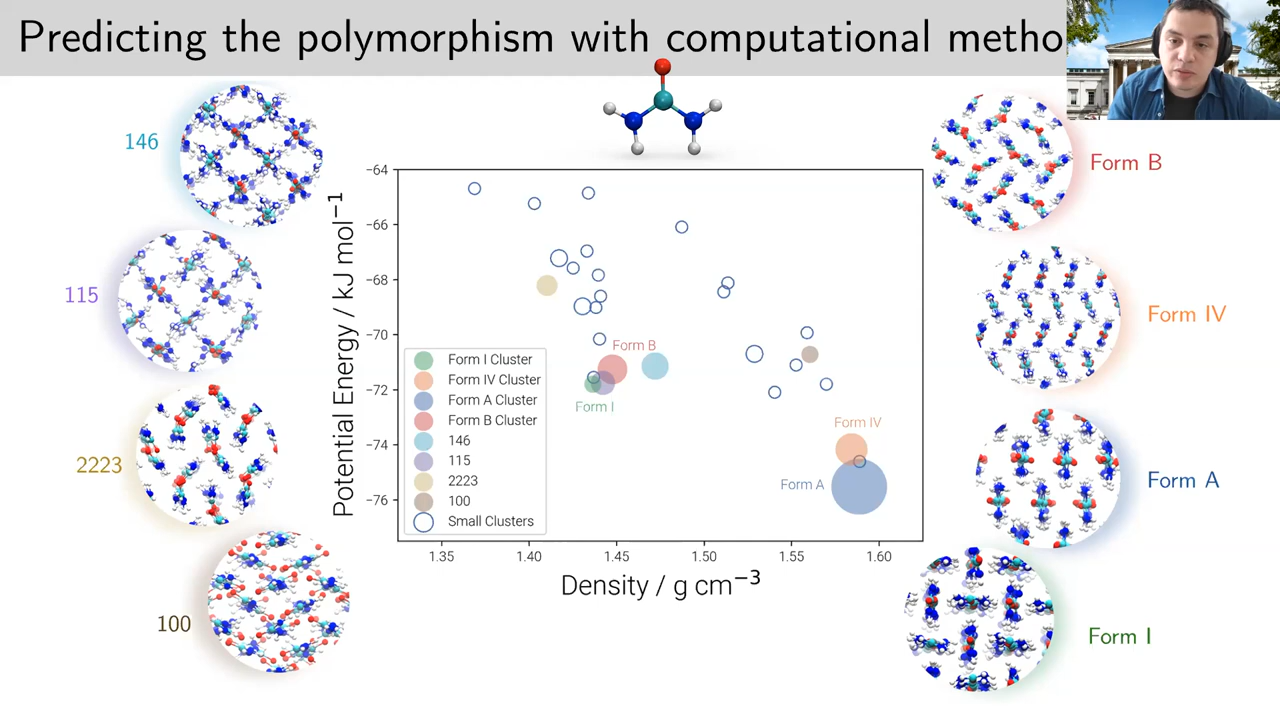 Predicting the polymorphism with computational metho
146
115
2223
100
Form B
Form IV
Form A
Form I
Potential Energy / kJ mol⁻¹
−64
−66
−68
−70
−72
−74
−76
Form B
Form I
Form IV
Form A
Form I Cluster
Form IV Cluster
Form A Cluster
Form B Cluster
146
115
2223
100
Small Clusters
1.35 1.40 1.45 1.50 1.55 1.60
Density / g cm⁻³